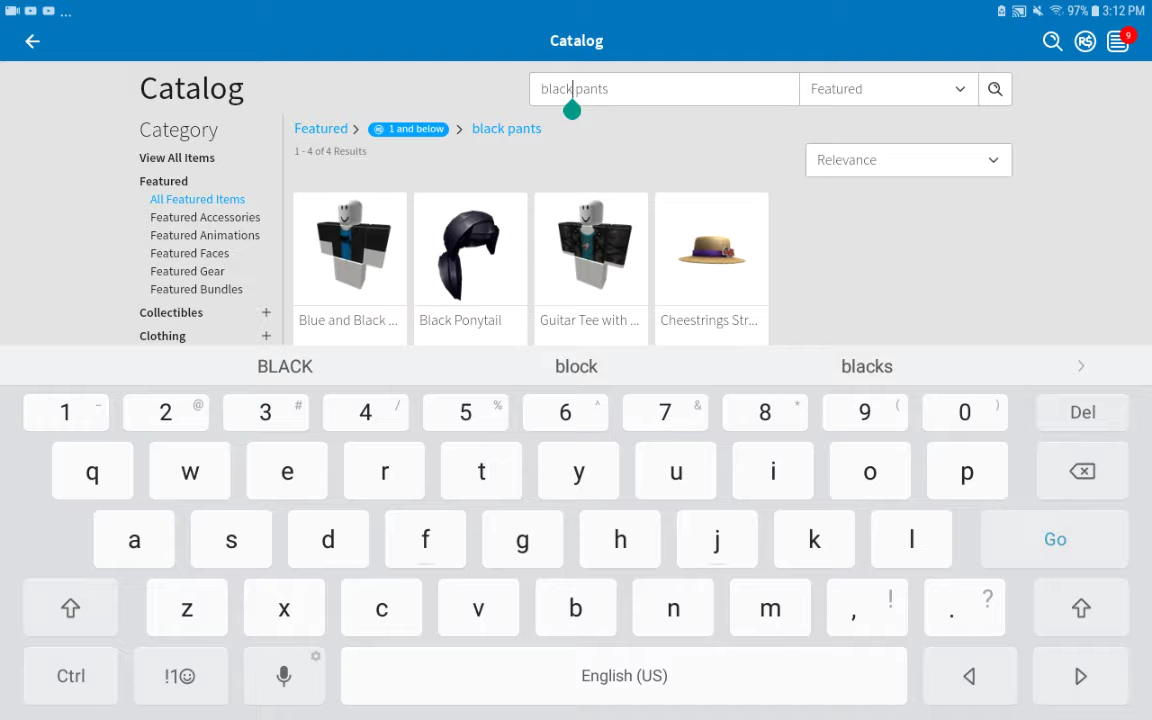 ... 97% 3:12 PM
Catalog R$ 9
Catalog
black pants Featured
Category
Featured > R$ 1 and below > black pants
1 - 4 of 4 Results
Relevance
View All Items
Featured
All Featured Items
Featured Accessories
Featured Animations
Featured Faces
Featured Gear
Featured Bundles
Collectibles +
Clothing +
Blue and Black ... Black Ponytail Guitar Tee with ... Cheestrings Str...
BLACK block blacks >
1 - 2 @ 3 # 4 / 5 % 6 ^ 7 & 8 * 9 ( 0 ) Del
q w e r t y u i o p
a s d f g h j k l Go
z x c v b n m , ! . ?
Ctrl !1☺ English (US)